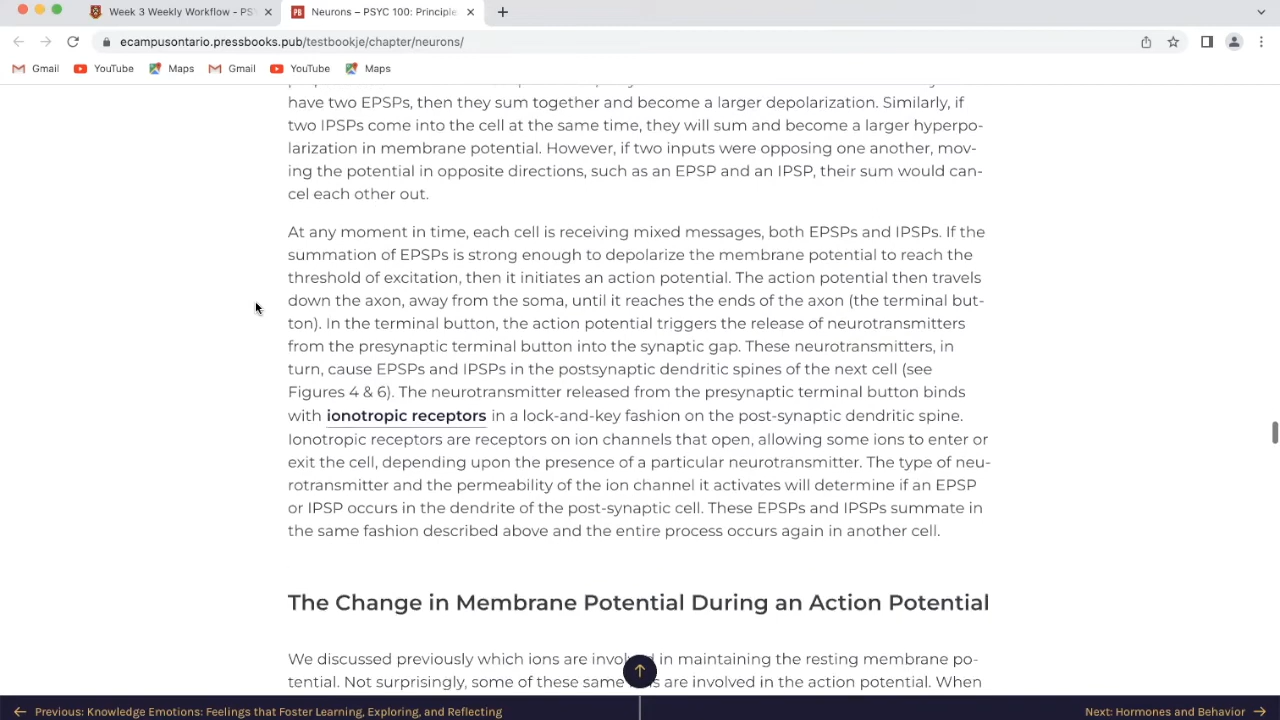 Week 3 Weekly Workflow - PS
Neurons – PSYC 100: Principle
ecampusontario.pressbooks.pub/testbookje/chapter/neurons/
Gmail YouTube Maps Gmail YouTube Maps
have two EPSPs, then they sum together and become a larger depolarization. Similarly, if
two IPSPs come into the cell at the same time, they will sum and become a larger hyperpo-
larization in membrane potential. However, if two inputs were opposing one another, mov-
ing the potential in opposite directions, such as an EPSP and an IPSP, their sum would can-
cel each other out.
At any moment in time, each cell is receiving mixed messages, both EPSPs and IPSPs. If the
summation of EPSPs is strong enough to depolarize the membrane potential to reach the
threshold of excitation, then it initiates an action potential. The action potential then travels
down the axon, away from the soma, until it reaches the ends of the axon (the terminal but-
ton). In the terminal button, the action potential triggers the release of neurotransmitters
from the presynaptic terminal button into the synaptic gap. These neurotransmitters, in
turn, cause EPSPs and IPSPs in the postsynaptic dendritic spines of the next cell (see
Figures 4 & 6). The neurotransmitter released from the presynaptic terminal button binds
with ionotropic receptors in a lock-and-key fashion on the post-synaptic dendritic spine.
Ionotropic receptors are receptors on ion channels that open, allowing some ions to enter or
exit the cell, depending upon the presence of a particular neurotransmitter. The type of neu-
rotransmitter and the permeability of the ion channel it activates will determine if an EPSP
or IPSP occurs in the dendrite of the post-synaptic cell. These EPSPs and IPSPs summate in
the same fashion described above and the entire process occurs again in another cell.
The Change in Membrane Potential During an Action Potential
We discussed previously which ions are in maintaining the resting membrane po-
tential. Not surprisingly, some of these same are involved in the action potential. When
Previous: Knowledge Emotions: Feelings that Foster Learning, Exploring, and Reflecting
Next: Hormones and Behavior